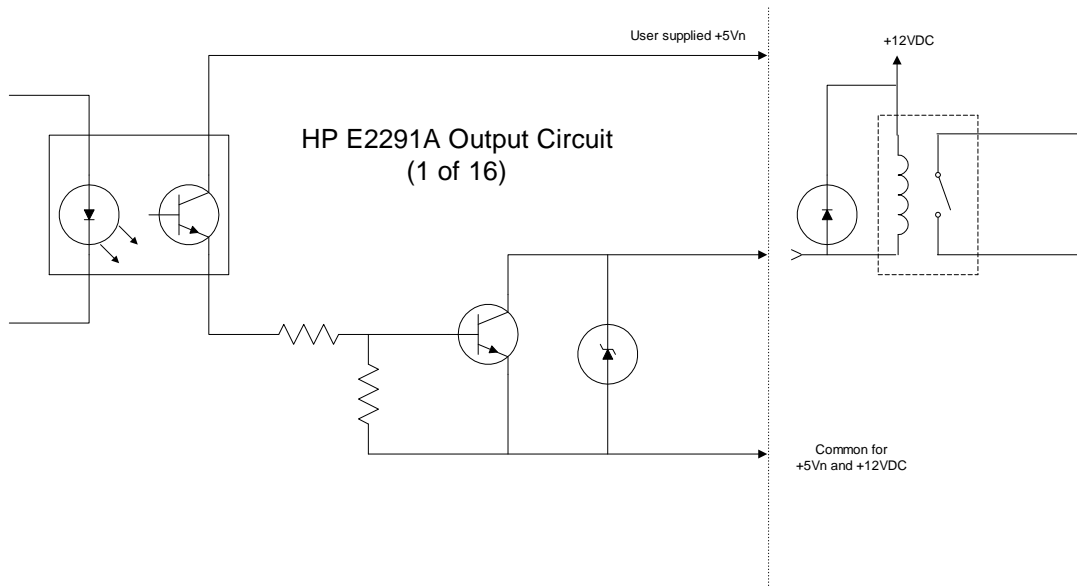 User supplied +5Vn
+12VDC
HP E2291A Output Circuit
(1 of 16)
Common for
+5Vn and +12VDC